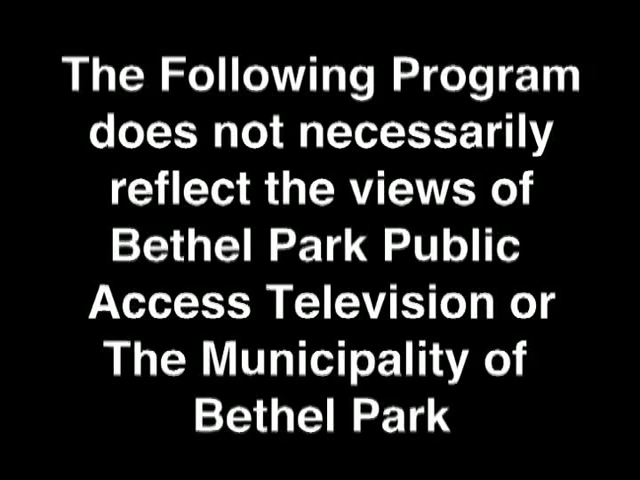 The Following Program
does not necessarily
reflect the views of
Bethel Park Public
Access Television or
The Municipality of
Bethel Park